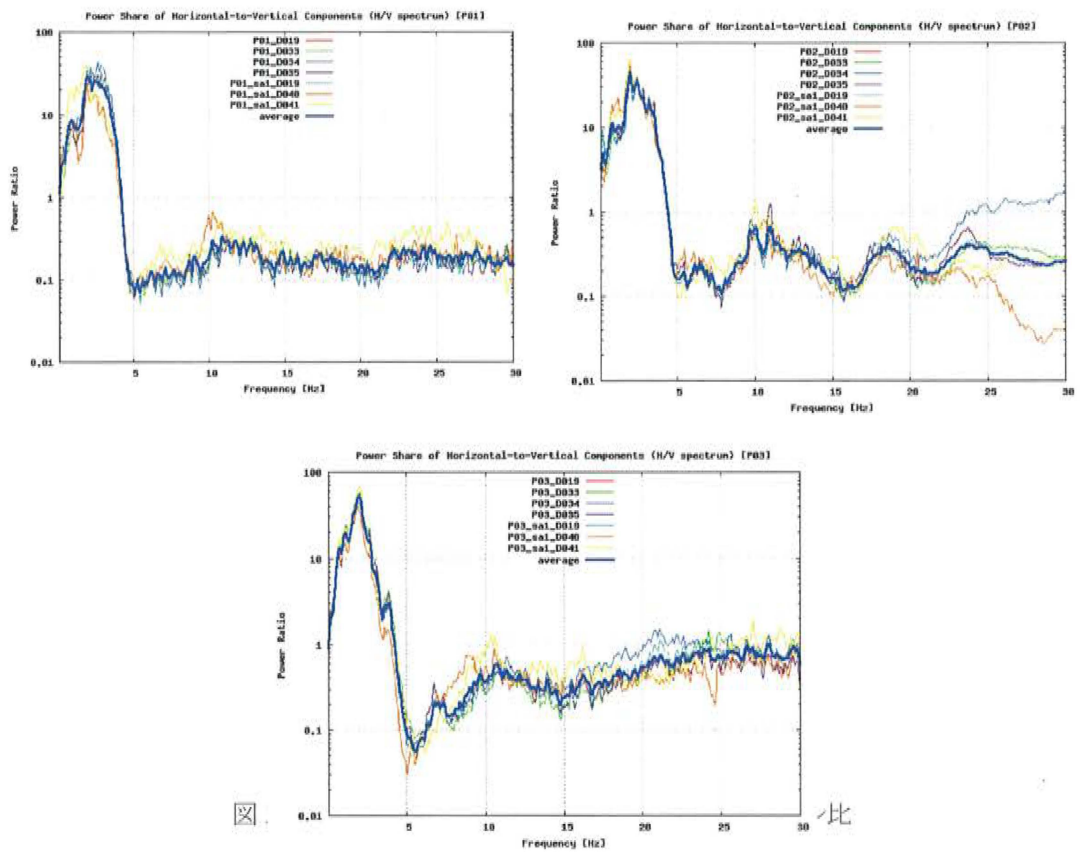 Power Share of Horizontal-to-Vertical Components (H/V spectrum) [P01]
100
10
1
0.1
0.01
Power Ratio
P01_D019
P01_D033
P01_D034
P01_D035
P01_sa1_D019
P01_sa1_D040
P01_sa1_D041
average
5
10
15
20
25
30
Frequency [Hz]
Power Share of Horizontal-to-Vertical Components (H/V spectrum) [P02]
100
10
1
0.1
0.01
Power Ratio
P02_D019
P02_D033
P02_D034
P02_D035
P02_sa1_D019
P02_sa1_D040
P02_sa1_D041
average
5
10
15
20
25
30
Frequency [Hz]
Power Share of Horizontal-to-Vertical Components (H/V spectrum) [P03]
100
10
1
0.1
0.01
Power Ratio
P03_D019
P03_D033
P03_D034
P03_D035
P03_sa1_D019
P03_sa1_D040
P03_sa1_D041
average
5
10
15
20
25
30
Frequency [Hz]
図
比